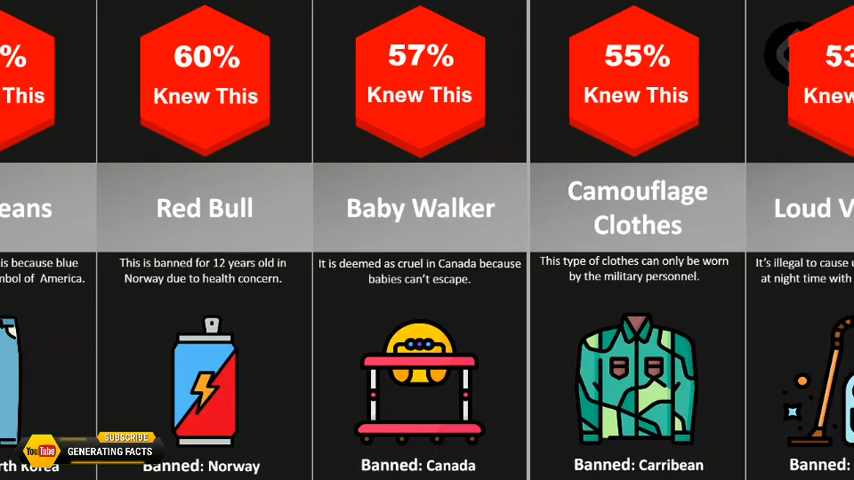 %
This
eans
is because blue
mbol of America.
rth Korea
60%
Knew This
Red Bull
This is banned for 12 years old in
Norway due to health concern.
Banned: Norway
57%
Knew This
Baby Walker
It is deemed as cruel in Canada because
babies can't escape.
Banned: Canada
55%
Knew This
Camouflage
Clothes
This type of clothes can only be worn
by the military personnel.
Banned: Carribean
53
Knew
Loud V
It's illegal to cause u
at night time with
Banned:
SUBSCRIBE
YouTube
GENERATING FACTS